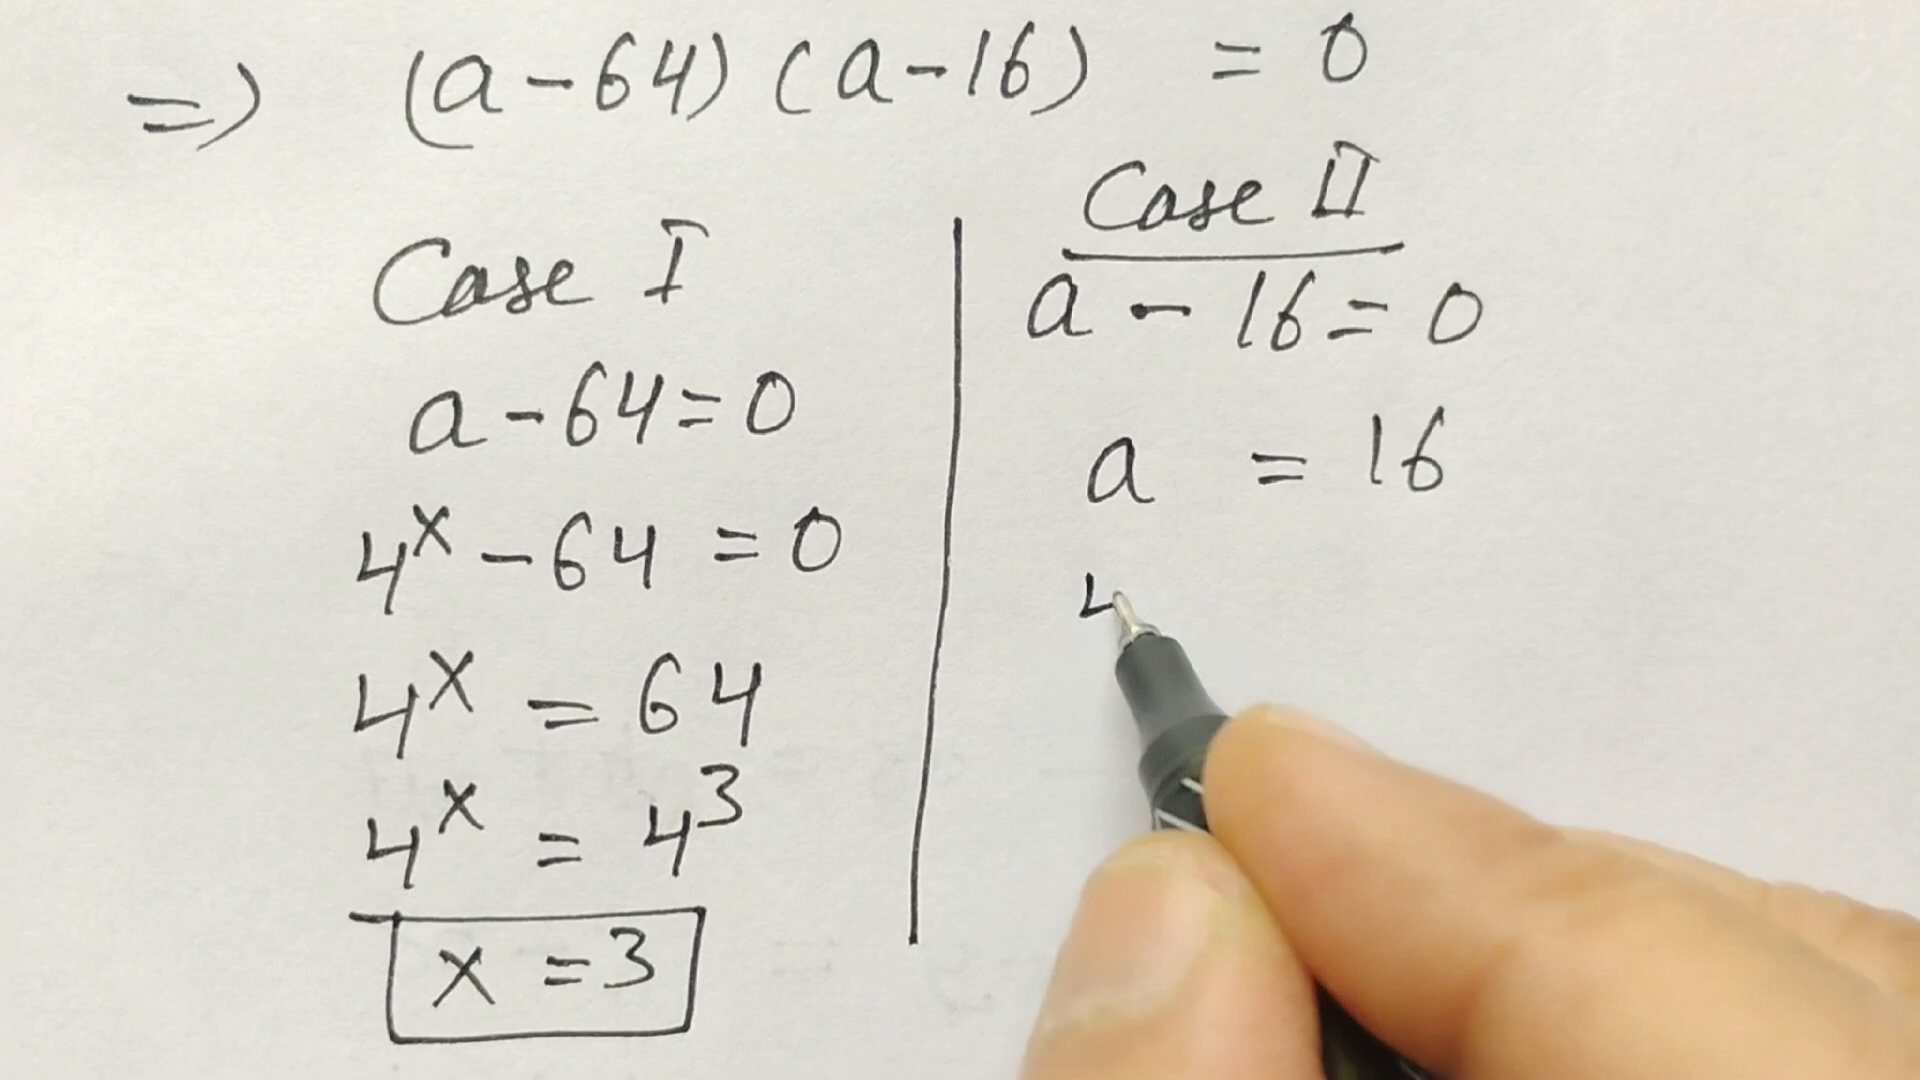 => (a-64) (a-16) = 0
Case I
a-64=0
4^x - 64 = 0
4^x = 64
4^x = 4^3
x = 3
Case II
a - 16 = 0
a = 16
4